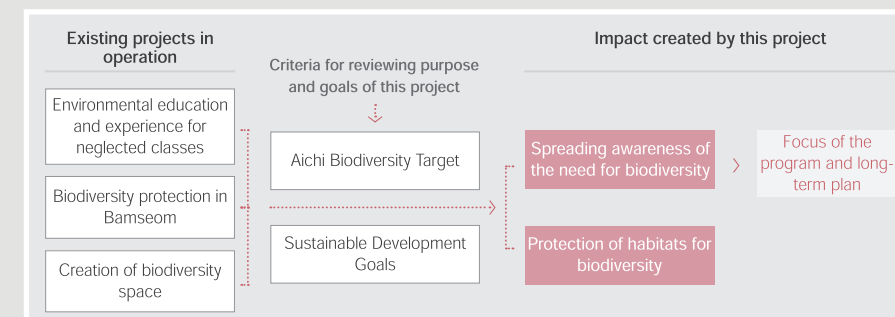 Existing projects in
operation
Environmental education
and experience for
neglected classes
Biodiversity protection in
Bamseom
Creation of biodiversity
space
Criteria for reviewing purpose
and goals of this project
Aichi Biodiversity Target
Sustainable Development
Goals
Impact created by this project
Spreading awareness of
the need for biodiversity
Protection of habitats for
biodiversity
Focus of the
program and long-
term plan